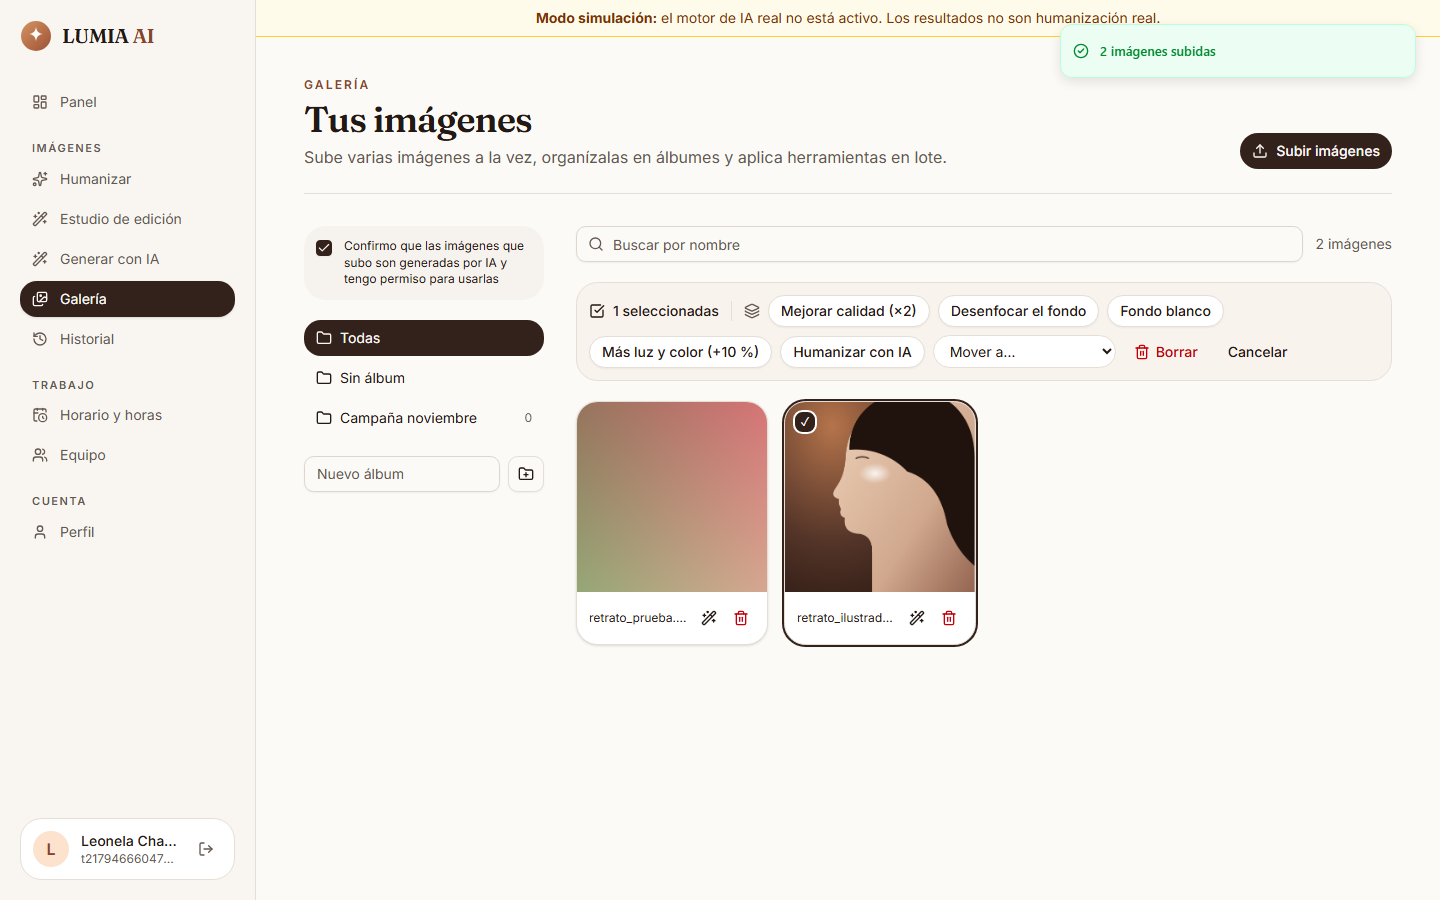 LUMIA AI
Panel
IMÁGENES
Humanizar
Estudio de edición
Generar con IA
Galería
Historial
TRABAJO
Horario y horas
Equipo
CUENTA
Perfil
L
Leonela Cha...
t21794666047...
Modo simulación: el motor de IA real no está activo. Los resultados no son humanización real.
2 imágenes subidas
GALERÍA
Tus imágenes
Sube varias imágenes a la vez, organízalas en álbumes y aplica herramientas en lote.
Subir imágenes
Confirmo que las imágenes que
subo son generadas por IA y
tengo permiso para usarlas
Todas
Sin álbum
Campaña noviembre 0
Nuevo álbum
Buscar por nombre
2 imágenes
1 seleccionadas
Mejorar calidad (×2)
Desenfocar el fondo
Fondo blanco
Más luz y color (+10 %)
Humanizar con IA
Mover a...
Borrar
Cancelar
retrato_prueba....
retrato_ilustrad...